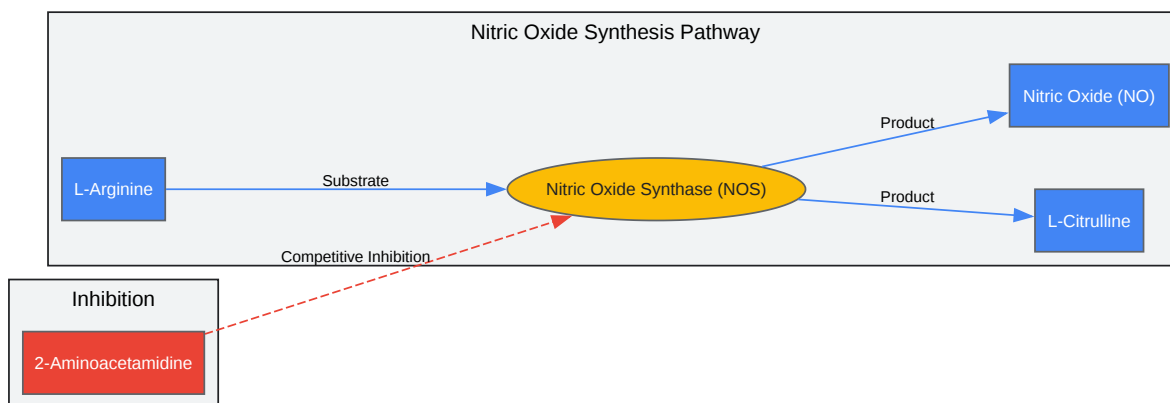 Nitric Oxide Synthesis Pathway
Nitric Oxide (NO)
Product
L-Arginine
Substrate
Nitric Oxide Synthase (NOS)
Product
L-Citrulline
Competitive Inhibition
Inhibition
2-Aminoacetamidine